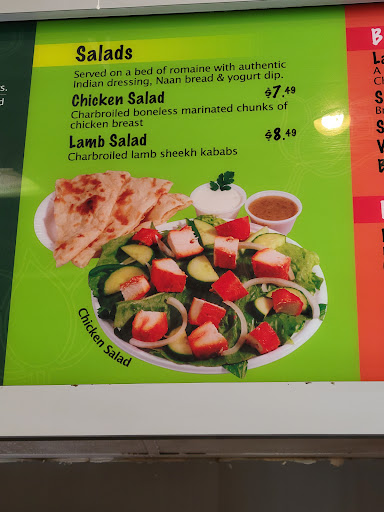 Salads
Served on a bed of romaine with authentic
Indian dressing, Naan bread & yogurt dip.
Chicken Salad $7.49
Charbroiled boneless marinated chunks of
chicken breast
Lamb Salad $8.49
Charbroiled lamb sheekh kababs
Chicken Salad